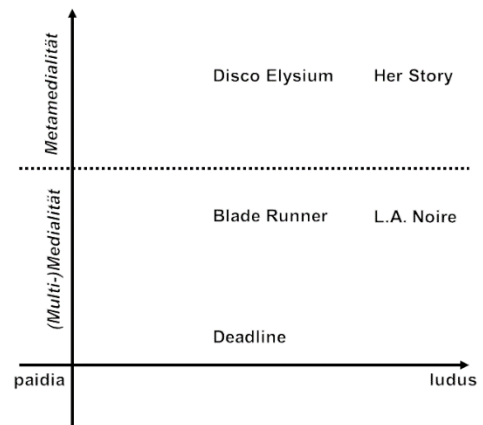 Metamedialität
Disco Elysium Her Story
(Multi-)Medialität
Blade Runner L.A. Noire
Deadline
paidia ludus